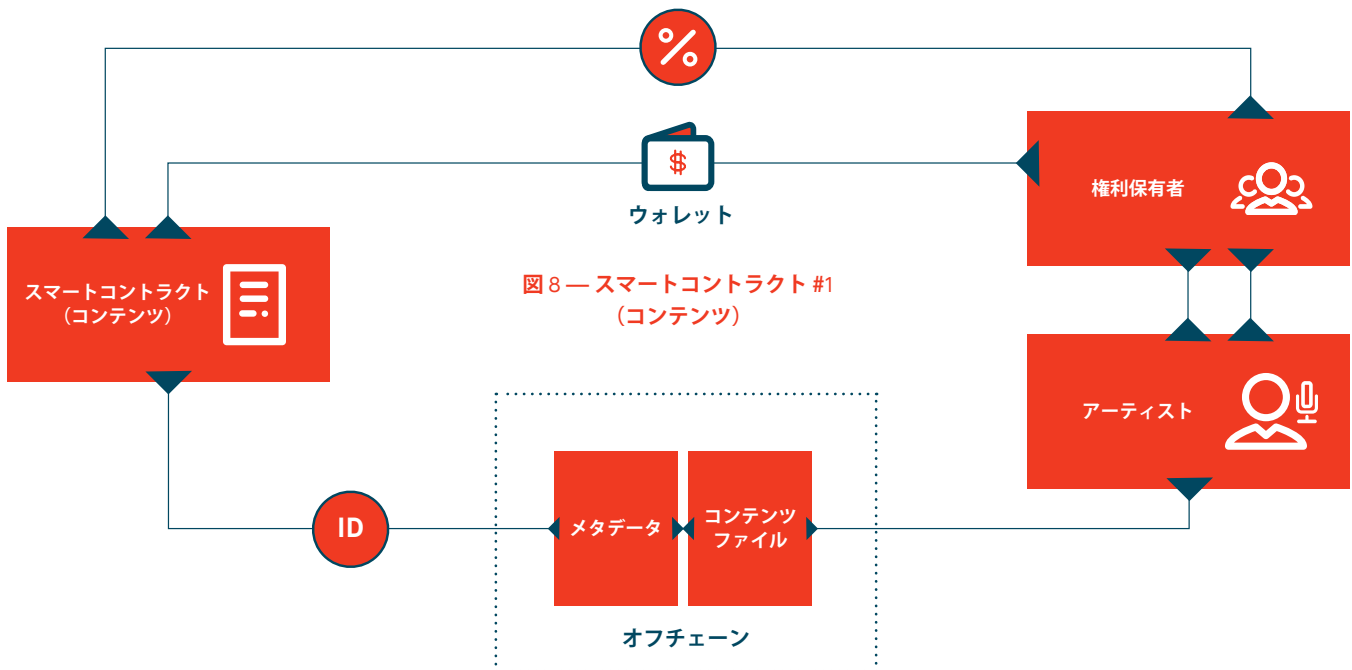 %
$
ウォレット
権利保有者
スマートコントラクト
（コンテンツ）
図 8 — スマートコントラクト #1
（コンテンツ）
アーティスト
ID
メタデータ
コンテンツ
ファイル
オフチェーン